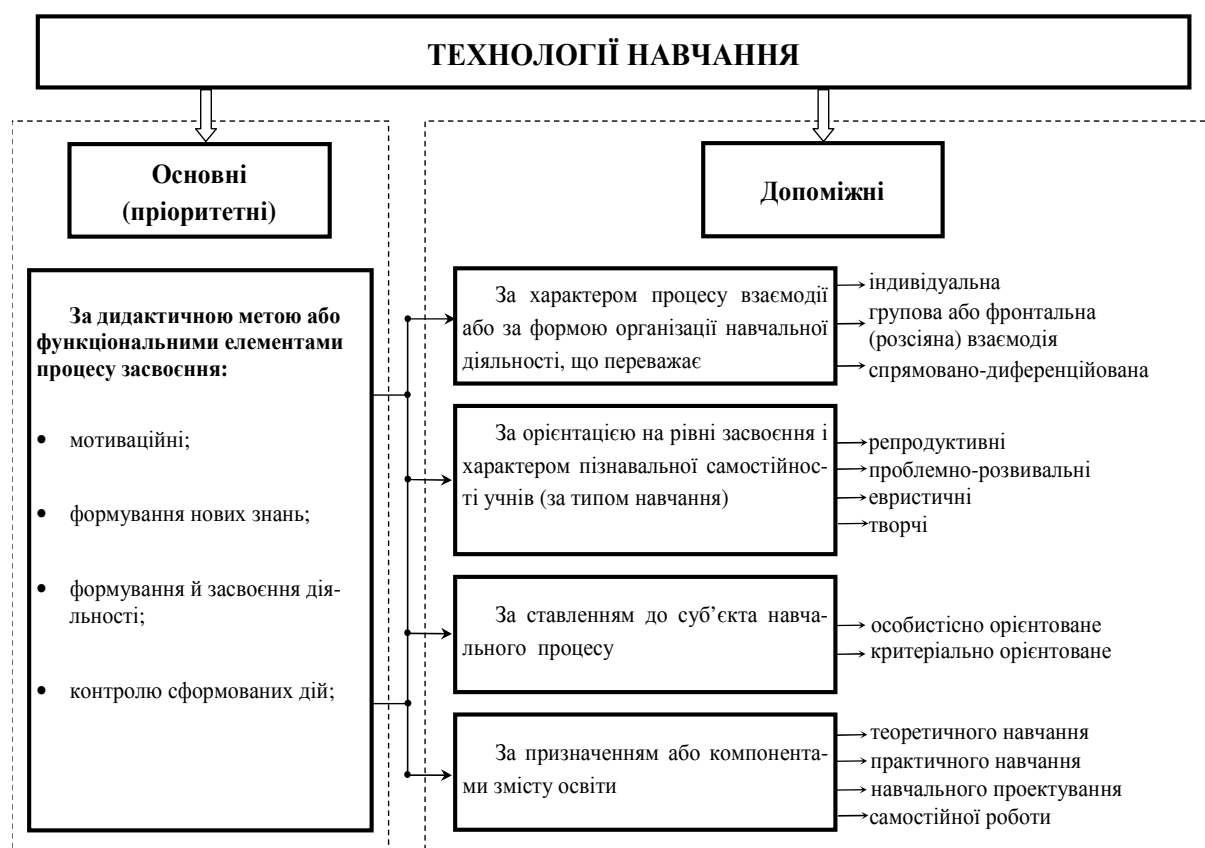 ТЕХНОЛОГІЇ НАВЧАННЯ
Основні
(пріоритетні)
Допоміжні
За дидактичною метою або
функціональними елементами
процесу засвоєння:
• мотиваційні;
• формування нових знань;
• формування й засвоєння дія-
льності;
• контролю сформованих дій;
За характером процесу взаємодії
або за формою організації навчальної
діяльності, що переважає
індивідуальна
групова або фронтальна
(розсіяна) взаємодія
спрямовано-диференційована
За орієнтацією на рівні засвоєння і
характером пізнавальної самостійнос-
ті учнів (за типом навчання)
репродуктивні
проблемно-розвивальні
евристичні
творчі
За ставленням до суб’єкта навча-
льного процесу
особистісно орієнтоване
критеріально орієнтоване
За призначенням або компонента-
ми змісту освіти
теоретичного навчання
практичного навчання
навчального проектування
самостійної роботи